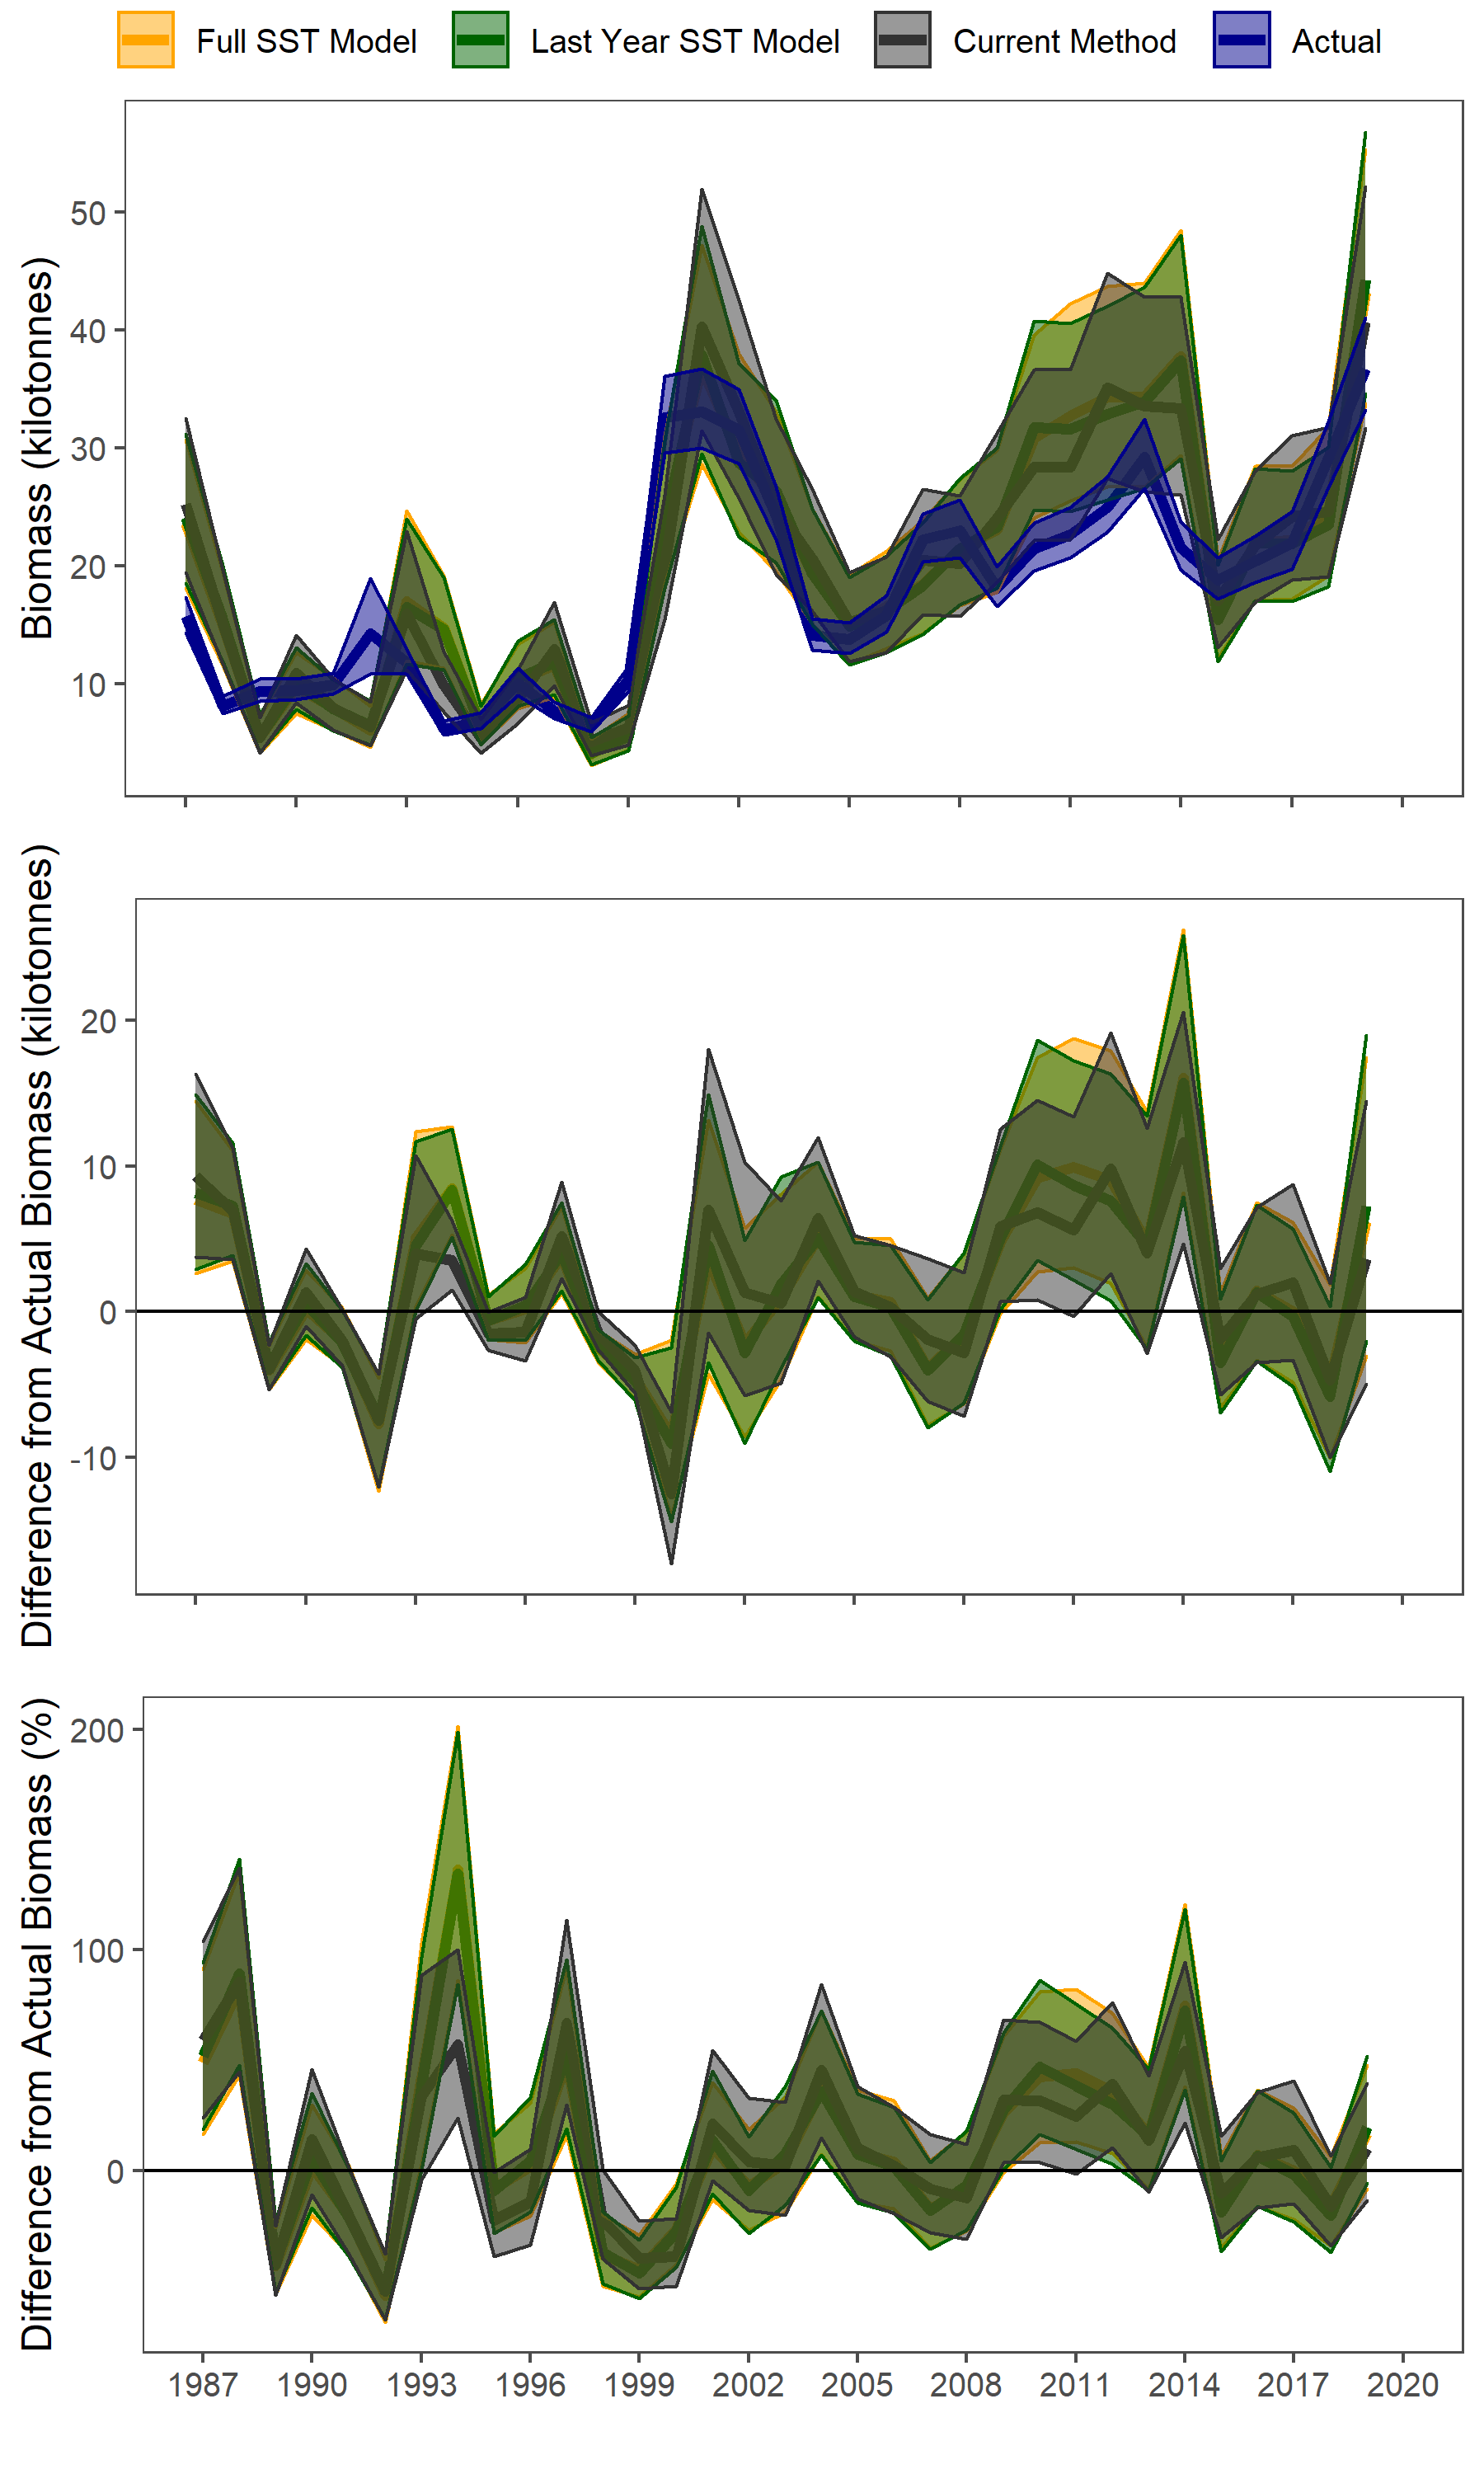 Full SST Model Last Year SST Model Current Method Actual
Biomass (kilotonnes)
50
40
30
20
10
Difference from Actual Biomass (kilotonnes)
20
10
0
-10
Difference from Actual Biomass (%)
200
100
0
1987 1990 1993 1996 1999 2002 2005 2008 2011 2014 2017 2020